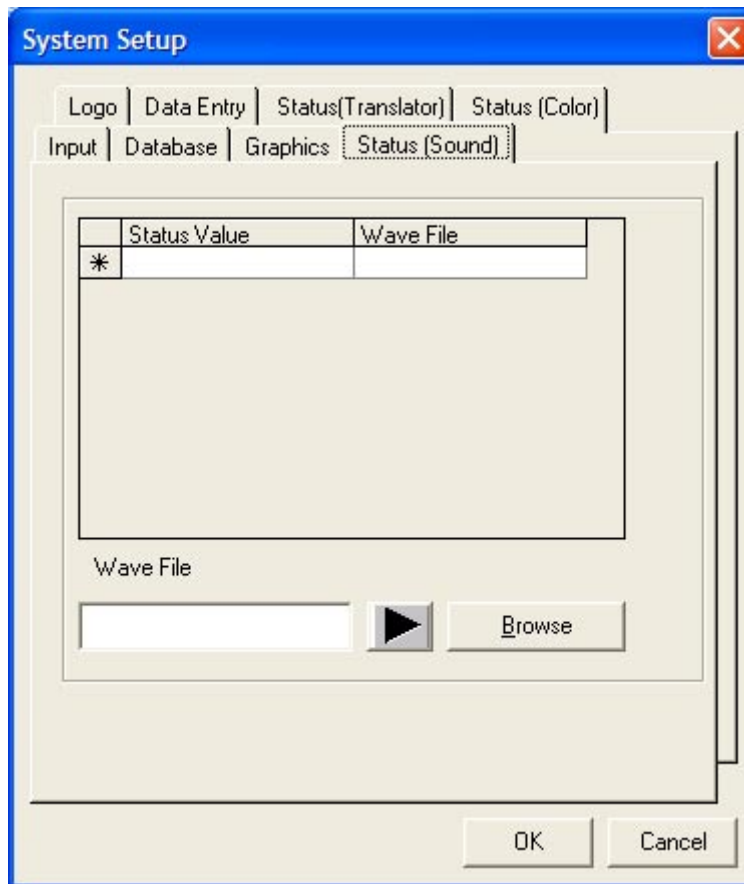 System Setup
Logo Data Entry Status(Translator) Status (Color)
Input Database Graphics Status (Sound)
Status Value Wave File
*
Wave File
Browse
OK Cancel